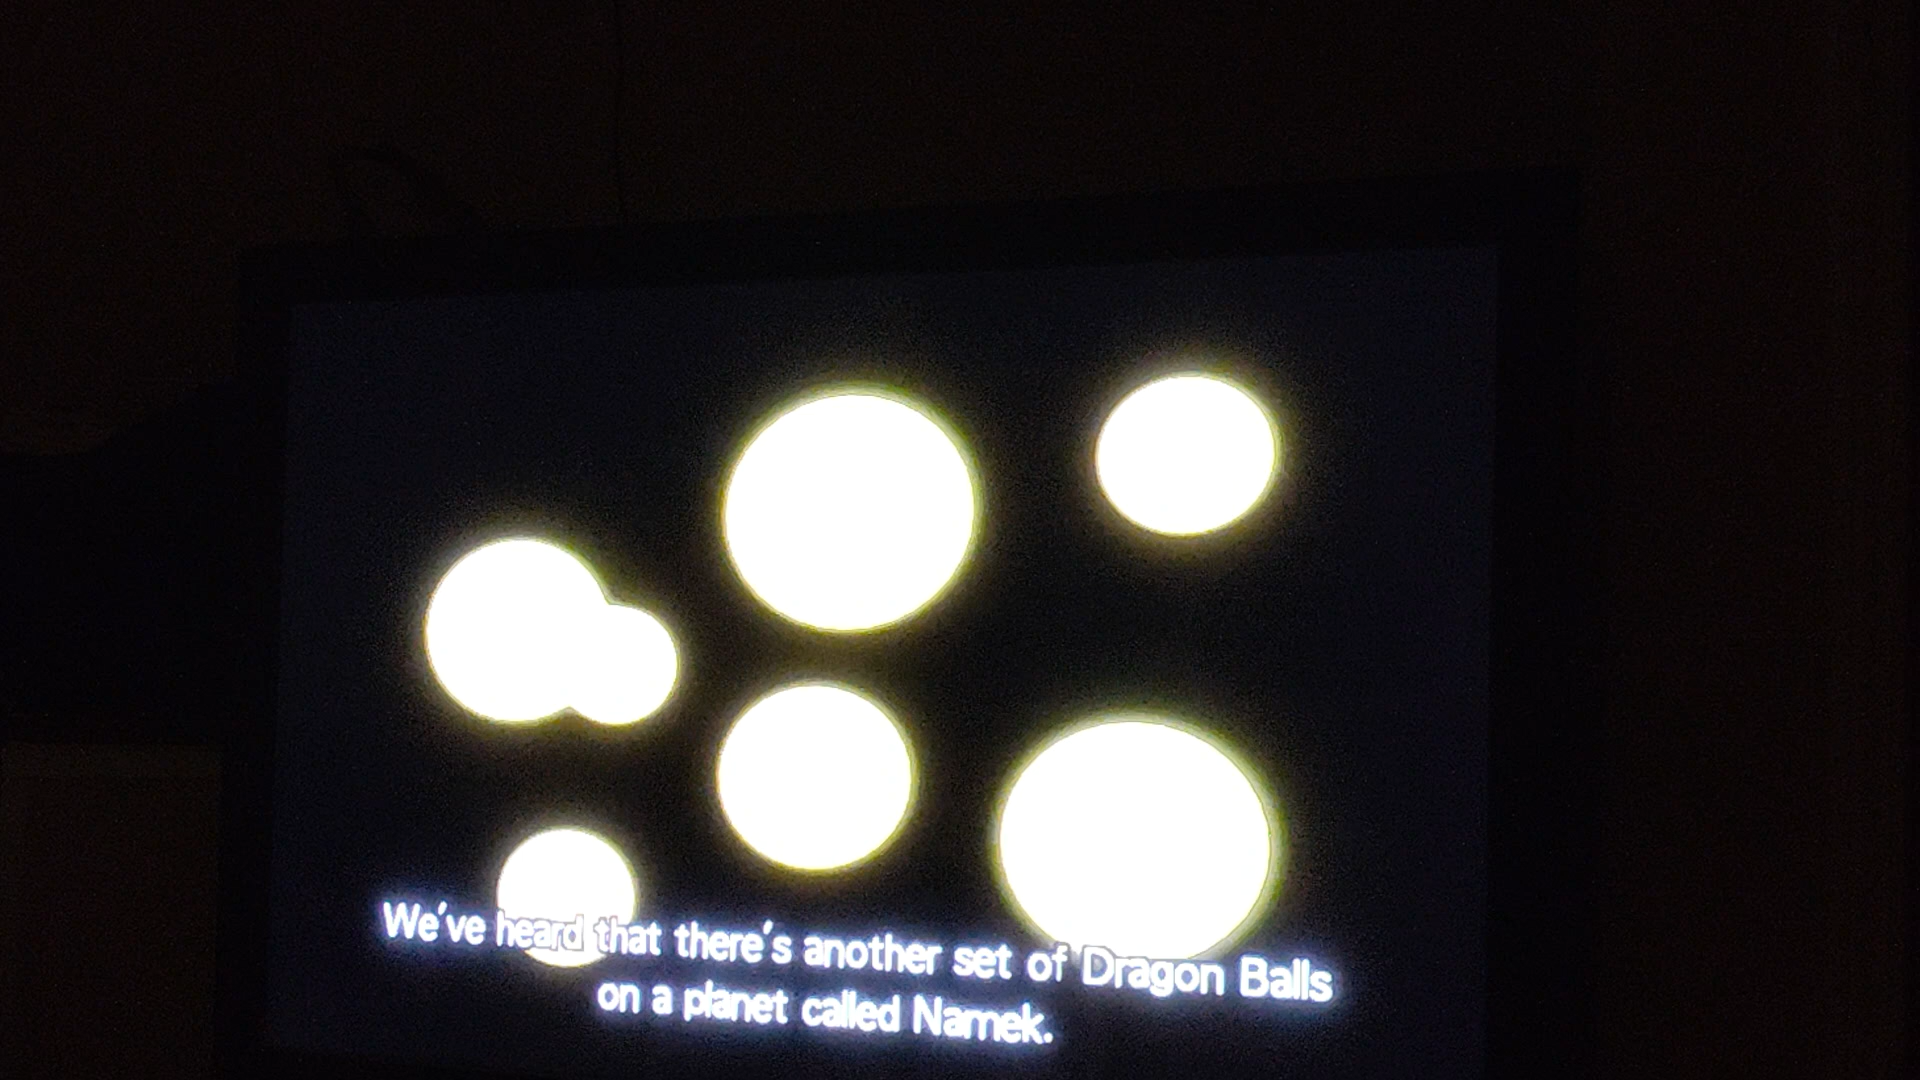 We've heard that there's another set of Dragon Balls
on a planet called Namek.